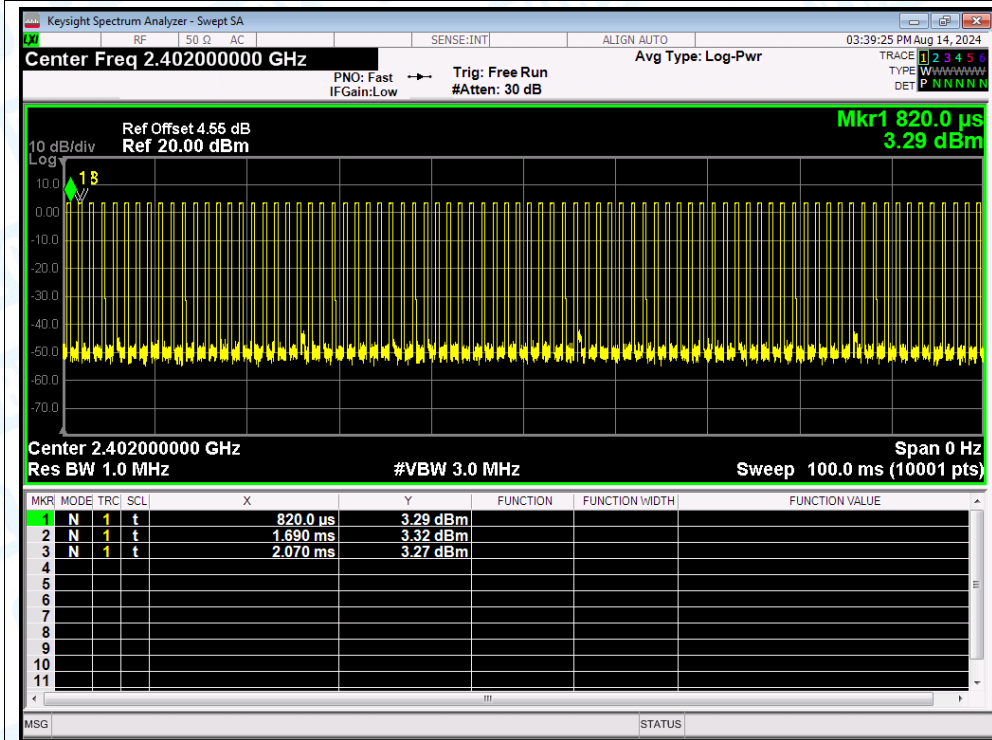 Keysight Spectrum Analyzer - Swept SA
LXI RF 50 Ω AC SENSE:INT ALIGN AUTO 03:39:25 PM Aug 14, 2024
Center Freq 2.402000000 GHz Avg Type: Log-Pwr TRACE 1 2 3 4 5 6
PNO: Fast Trig: Free Run TYPE WWWWWW
IFGain:Low #Atten: 30 dB DET P N N N N N
Mkr1 820.0 µs
Ref Offset 4.55 dB
10 dB/div Ref 20.00 dBm 3.29 dBm
Log
10.0
0.00
-10.0
-20.0
-30.0
-40.0
-50.0
-60.0
-70.0
Center 2.402000000 GHz Span 0 Hz
Res BW 1.0 MHz #VBW 3.0 MHz Sweep 100.0 ms (10001 pts)
MKR MODE TRC SCL X Y FUNCTION FUNCTION WIDTH FUNCTION VALUE
1 N 1 t 820.0 µs 3.29 dBm
2 N 1 t 1.690 ms 3.32 dBm
3 N 1 t 2.070 ms 3.27 dBm
4
5
6
7
8
9
10
11
MSG STATUS